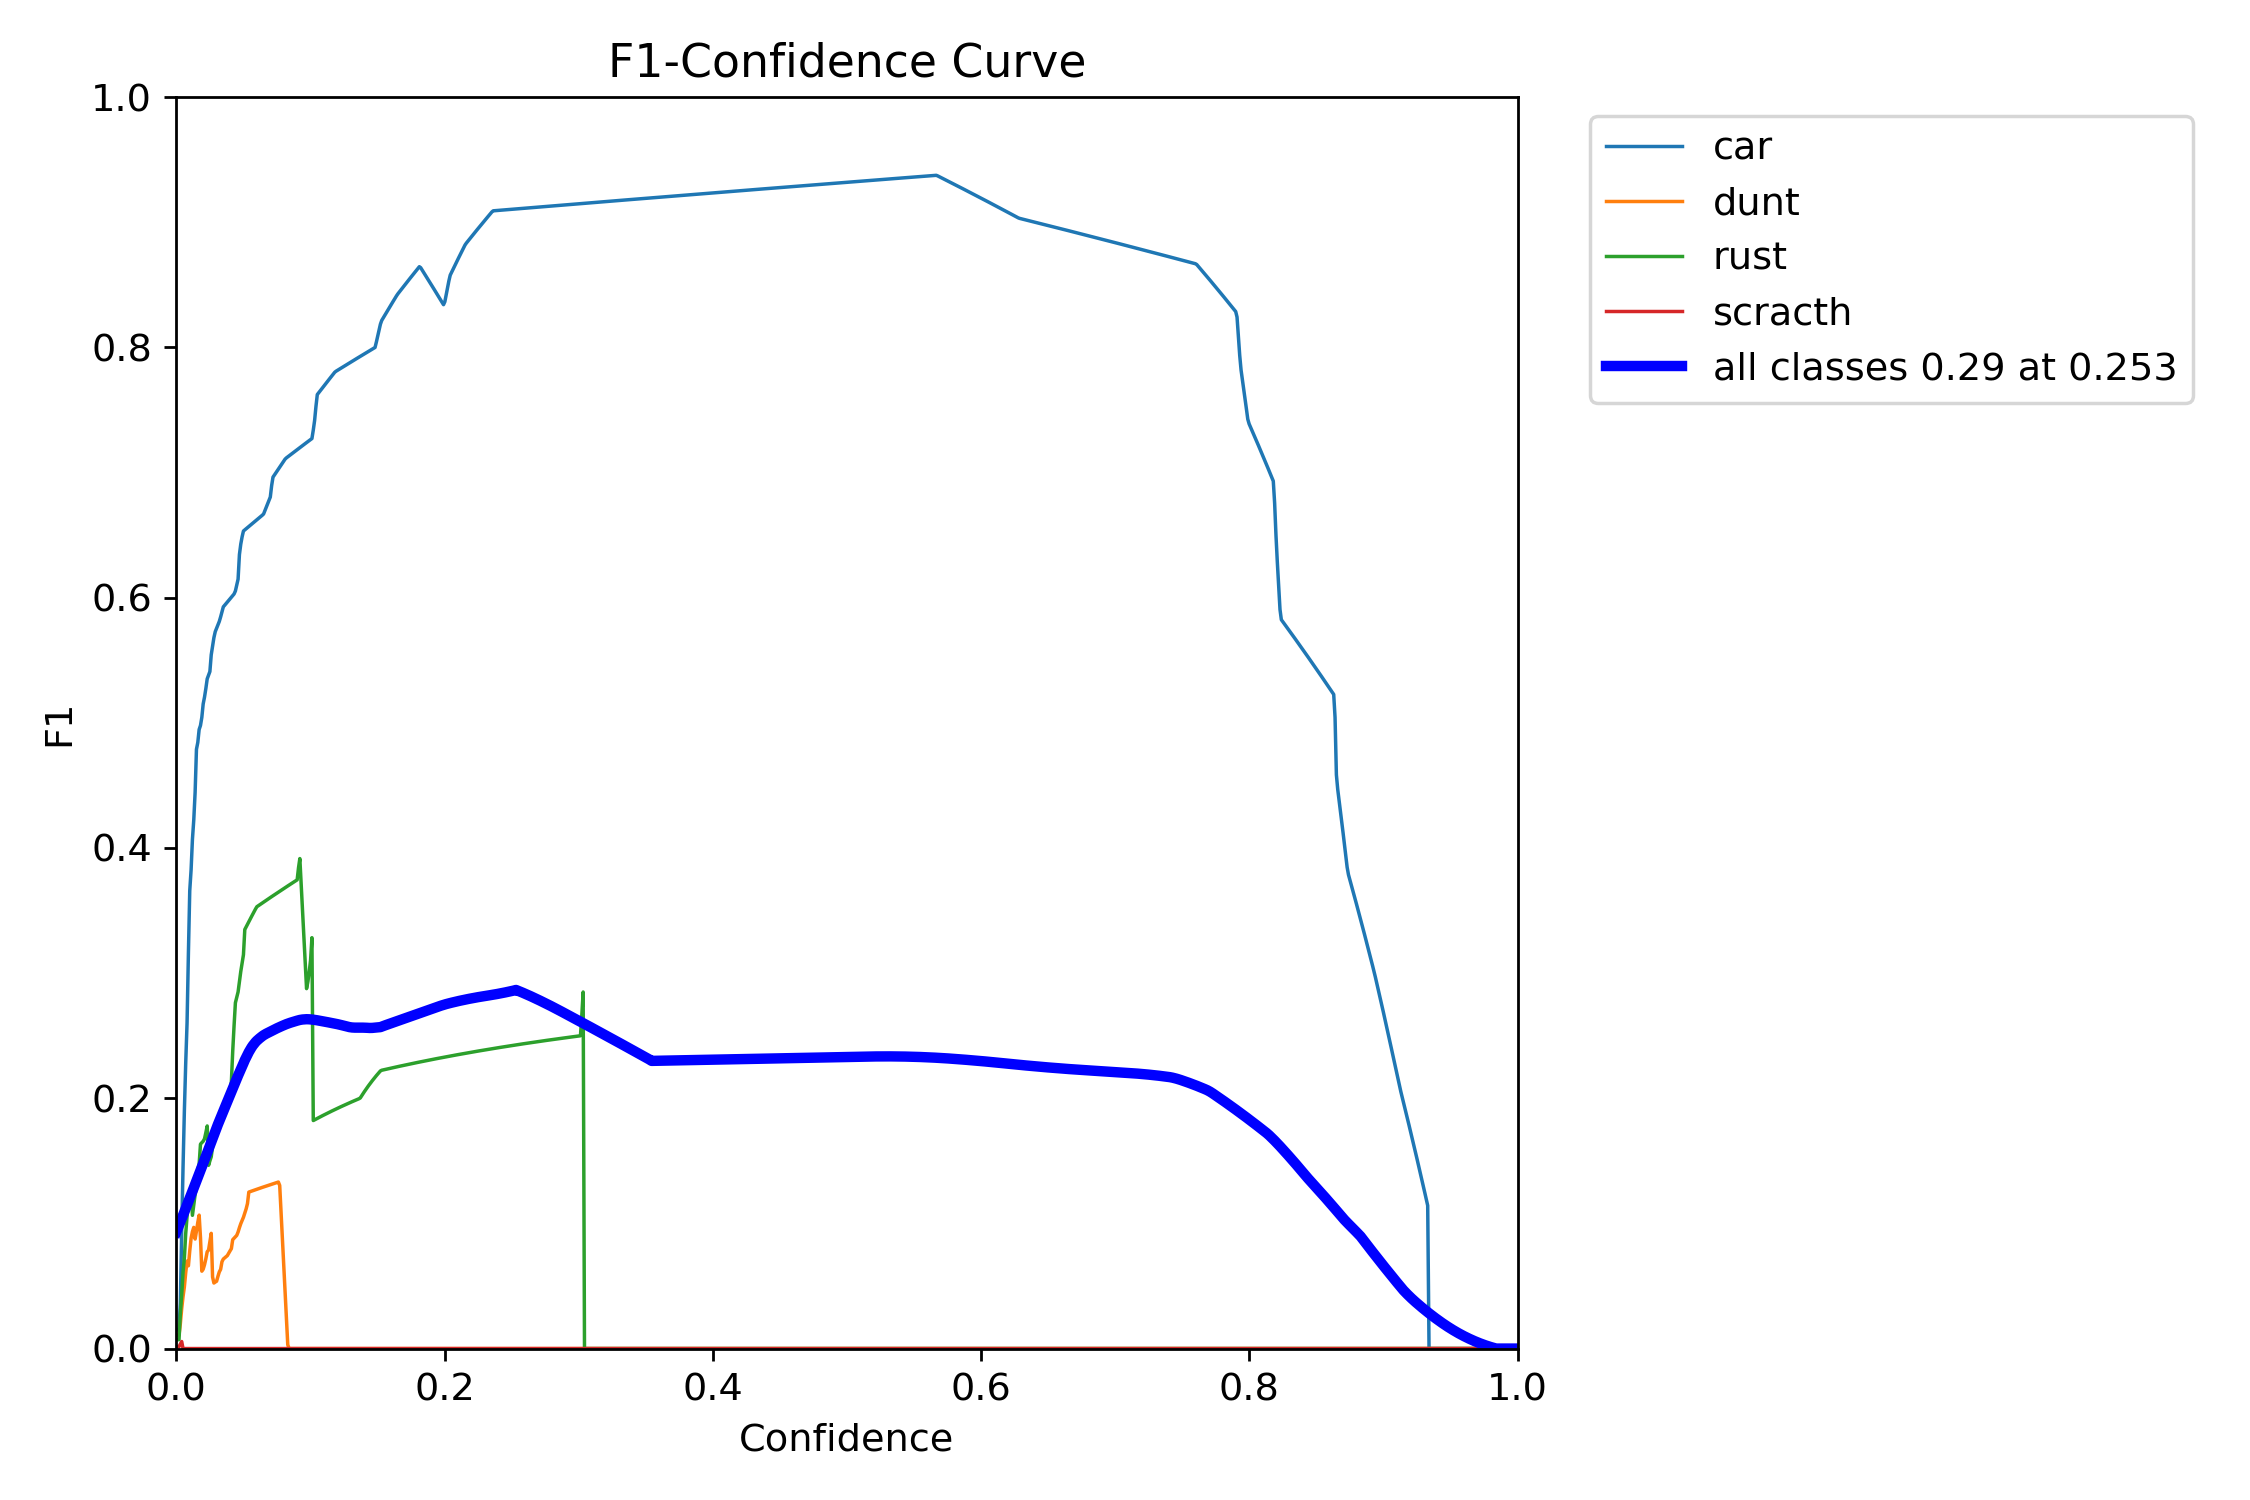 F1-Confidence Curve
1.0
0.8
0.6
0.4
0.2
0.0
F1
0.0 0.2 0.4 0.6 0.8 1.0
Confidence
car
dunt
rust
scracth
all classes 0.29 at 0.253